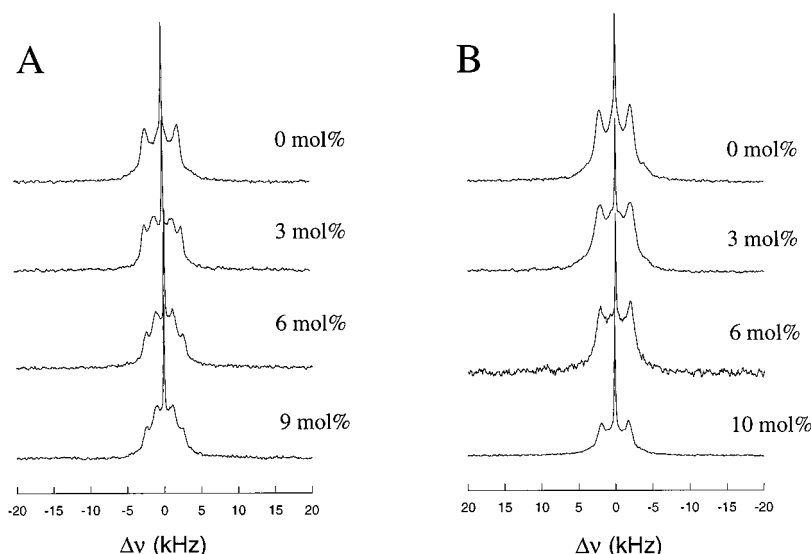 A
0 mol%
3 mol%
6 mol%
9 mol%
-20 -15 -10 -5 0 5 10 15 20
Δν (kHz)
B
0 mol%
3 mol%
6 mol%
10 mol%
20 15 10 5 0 -5 -10 -15 -20
Δν (kHz)